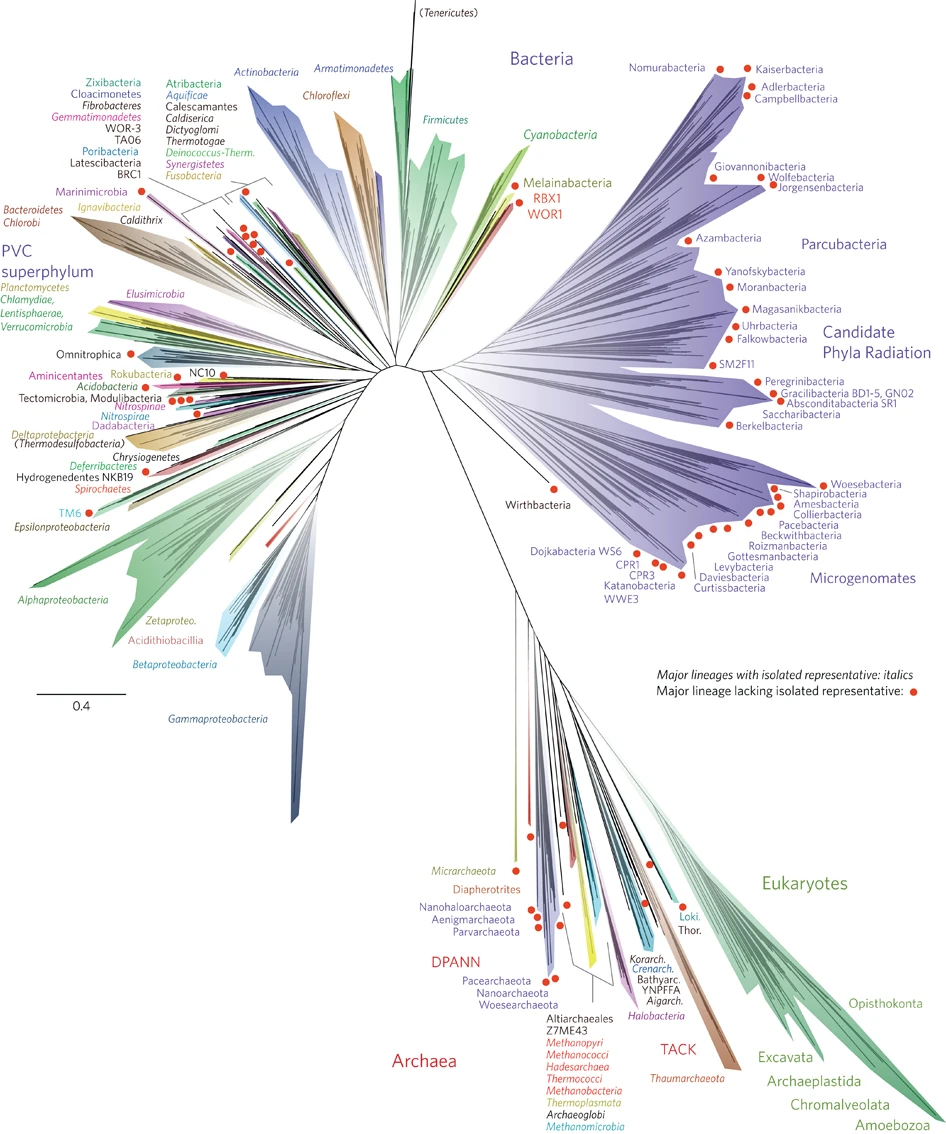 (Tenericutes)
Bacteria
Nomurabacteria
Kaiserbacteria
Adlerbacteria
Campbellbacteria
Giovannonibacteria
Wolfebacteria
Jorgensenbacteria
Azambacteria
Parcubacteria
Yanofskybacteria
Moranbacteria
Magasanikbacteria
Uhrbacteria
Falkowbacteria
Candidate
Phyla Radiation
SM2F11
Peregrinibacteria
Gracilibacteria BD1-5, GN02
Absconditabacteria SR1
Saccharibacteria
Berkelbacteria
Woesebacteria
Shapirobacteria
Amesbacteria
Collierbacteria
Pacebacteria
Beckwithbacteria
Roizmanbacteria
Gottesmanbacteria
Levybacteria
Daviesbacteria
Curtissbacteria
Microgenomates
Wirthbacteria
Dojkabacteria WS6
CPR1
CPR3
Katanobacteria
WWE3
Armatimonadetes
Actinobacteria
Chloroflexi
Firmicutes
Cyanobacteria
Melainabacteria
RBX1
WOR1
Zixibacteria
Cloacimonetes
Fibrobacteres
Gemmatimonadetes
WOR-3
TA06
Poribacteria
Latescibacteria
BRC1
Atribacteria
Aquificae
Calescamantes
Caldiserica
Dictyoglomi
Thermotogae
Deinococcus-Therm.
Synergistetes
Fusobacteria
Marinimicrobia
Bacteroidetes
Chlorobi
Ignavibacteria
Caldithrix
PVC
superphylum
Planctomycetes
Chlamydiae,
Lentisphaerae,
Verrucomicrobia
Elusimicrobia
Omnitrophica
Aminicentantes
Rokubacteria
NC10
Acidobacteria
Tectomicrobia, Modulibacteria
Nitrospinae
Nitrospirae
Dadabacteria
Deltaprotebacteria
(Thermodesulfobacteria)
Chrysiogenetes
Deferribacteres
Hydrogenedentes NKB19
Spirochaetes
TM6
Epsilonproteobacteria
Alphaproteobacteria
Zetaproteo.
Acidithiobacillia
Betaproteobacteria
Gammaproteobacteria
0.4
Major lineages with isolated representative: italics
Major lineage lacking isolated representative:
Micrarchaeota
Diapherotrites
Nanohaloarchaeota
Aenigmarchaeota
Parvarchaeota
DPANN
Pacearchaeota
Nanoarchaeota
Woesearchaeota
Altiarchaeales
Z7ME43
Methanopyri
Methanococci
Hadesarchaea
Thermococci
Methanobacteria
Thermoplasmata
Archaeoglobi
Methanomicrobia
Halobacteria
Archaea
Loki.
Thor.
Korarch.
Crenarch.
Bathyarc.
YNPFFA
Aigarch.
TACK
Thaumarchaeota
Eukaryotes
Opisthokonta
Excavata
Archaeplastida
Chromalveolata
Amoebozoa